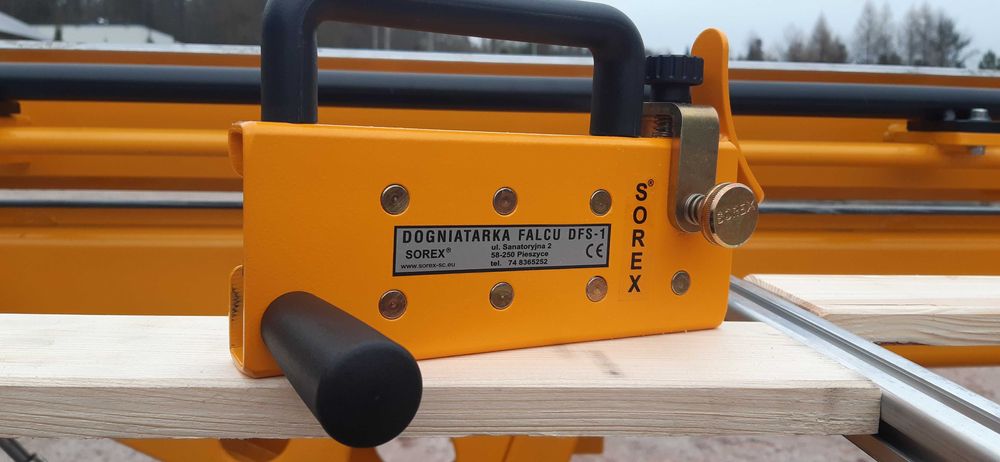 DOGNIATARKA FALCU DFS-1
SOREX®
ul. Sanatoryjna 2
58-250 Pieszyce
www.sorex-sc.eu
tel. 74 8365252
CE
SOREX®
SOREX